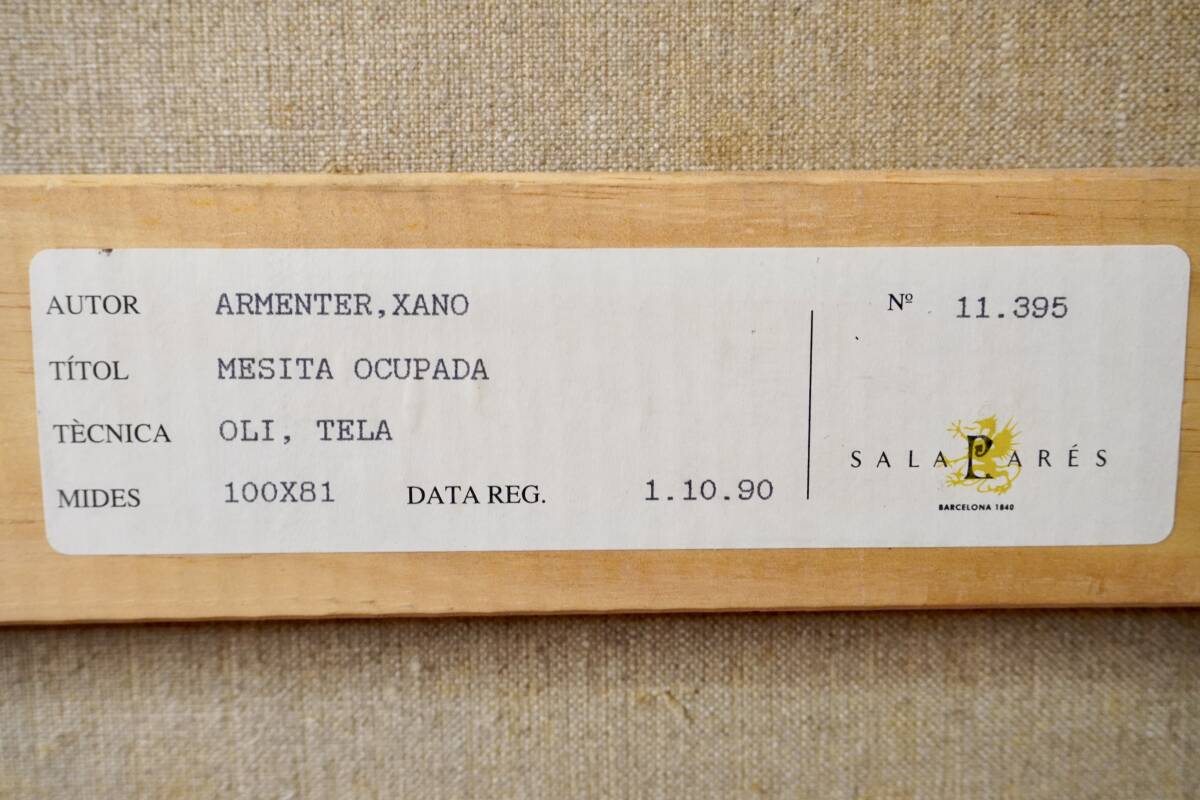 AUTOR ARMENTER,XANO
TÍTOL MESITA OCUPADA
TÈCNICA OLI, TELA
MIDES 100X81 DATA REG. 1.10.90
Nº 11.395
SALA PARÉS
BARCELONA 1840